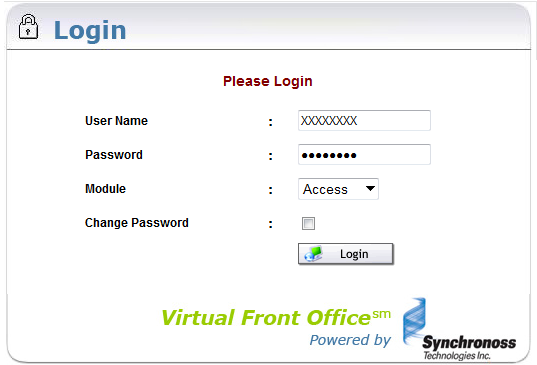 Login
Please Login
User Name : XXXXXXXX
Password : ••••••••
Module : Access
Change Password :
Login
Virtual Front Office℠
Powered by Synchronoss
Technologies Inc.